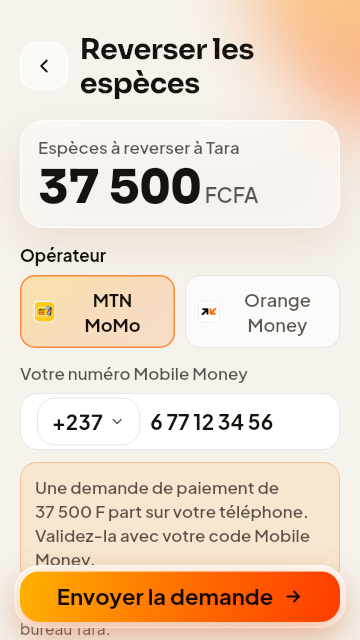 Reverser les
espèces
Espèces à reverser à Tara
37 500 FCFA
Opérateur
MTN
MoMo
Orange
Money
Votre numéro Mobile Money
+237
6 77 12 34 56
Une demande de paiement de
37 500 F part sur votre téléphone.
Validez-la avec votre code Mobile
Money.
Envoyer la demande →
bureau Tara.